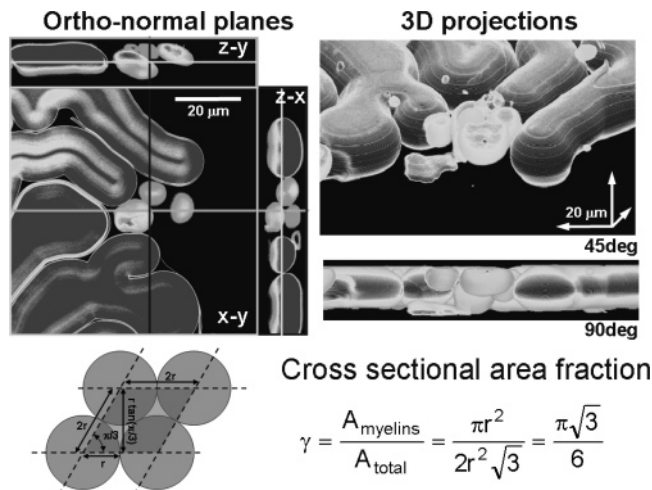 Ortho-normal planes
3D projections
z-y
20 μm
z-x
x-y
20 μm
45deg
90deg
2r
2r
r tan(π/3)
π/3
r
Cross sectional area fraction
γ = A_myelins / A_total = πr² / 2r²√3 = π√3 / 6